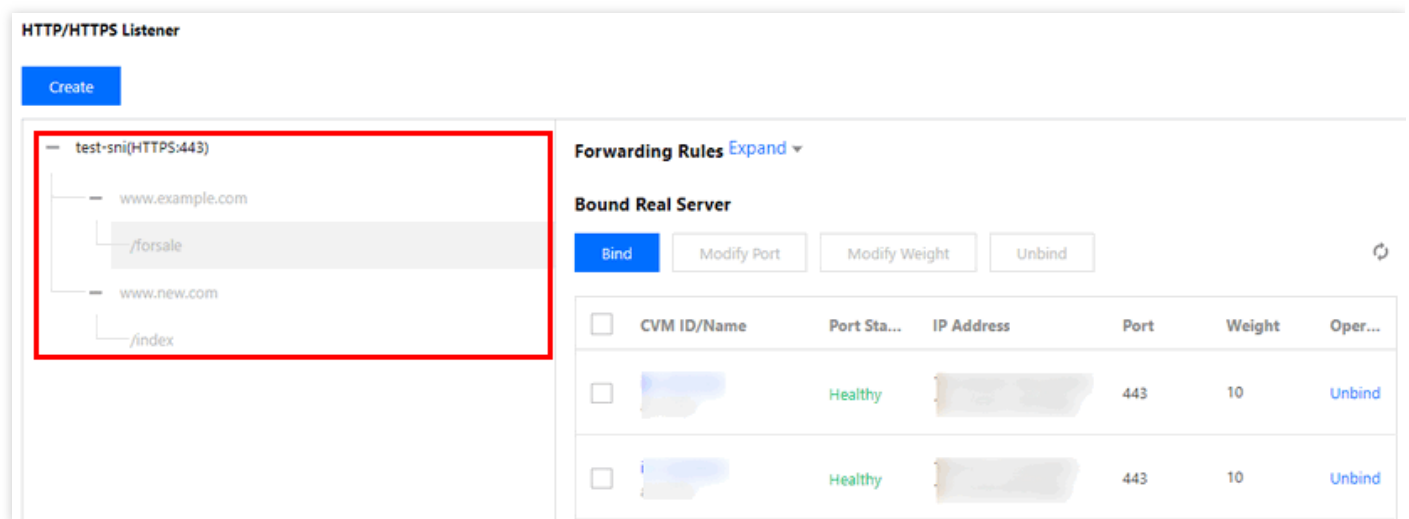 HTTP/HTTPS Listener
Create
test-sni(HTTPS:443)
www.example.com
/forsale
www.new.com
/index
Forwarding Rules Expand
Bound Real Server
Bind Modify Port Modify Weight Unbind
CVM ID/Name Port Sta... IP Address Port Weight Oper...
Healthy 443 10 Unbind
Healthy 443 10 Unbind